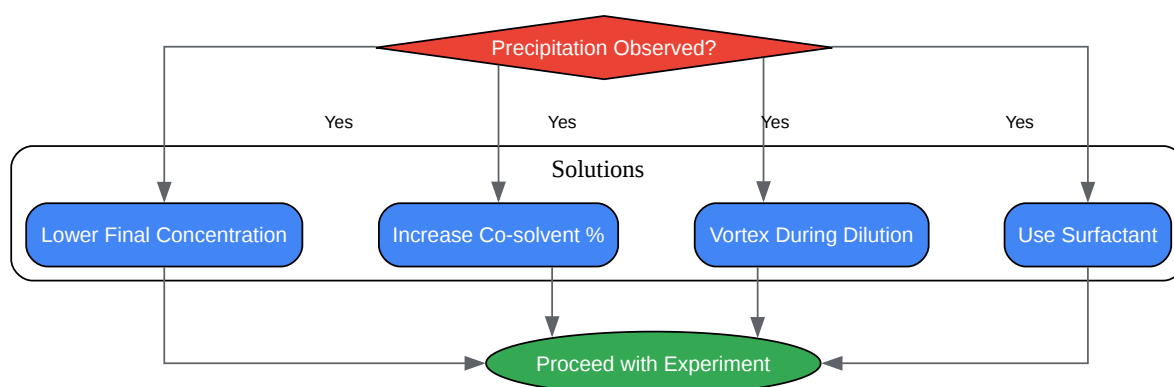 Precipitation Observed?
Yes
Yes
Yes
Yes
Solutions
Lower Final Concentration
Increase Co-solvent %
Vortex During Dilution
Use Surfactant
Proceed with Experiment